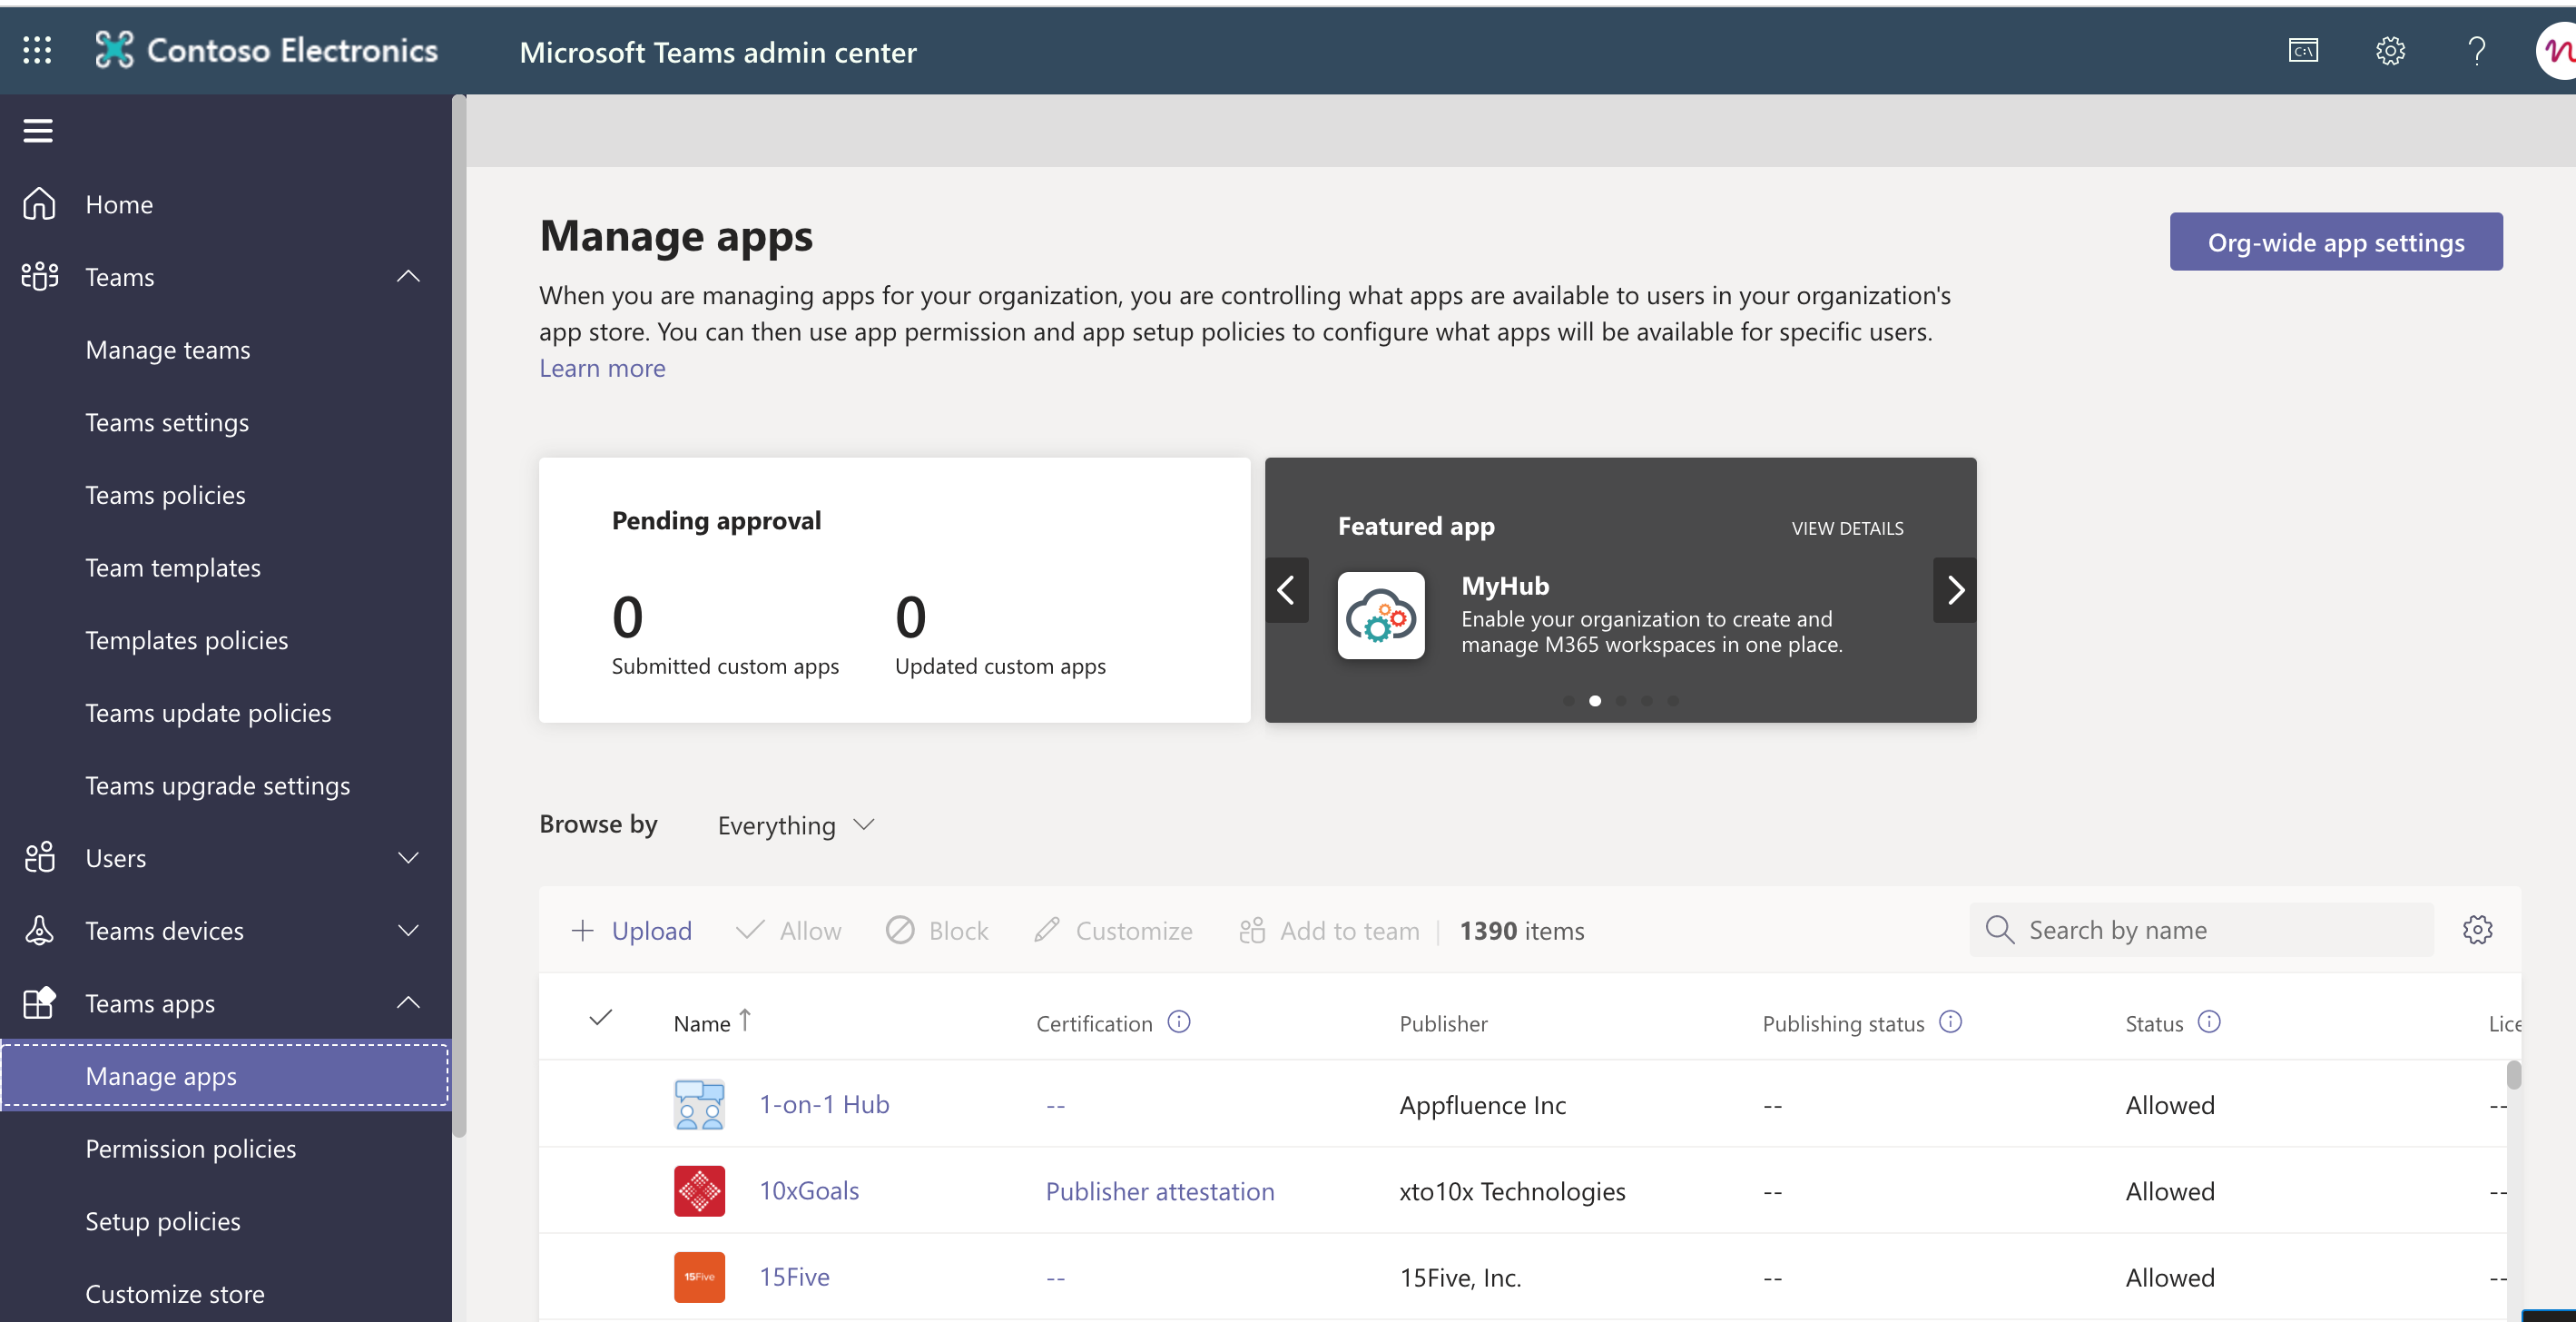 Contoso Electronics
Microsoft Teams admin center
Home
Teams
Manage teams
Teams settings
Teams policies
Team templates
Templates policies
Teams update policies
Teams upgrade settings
Users
Teams devices
Teams apps
Manage apps
Permission policies
Setup policies
Customize store
Manage apps
Org-wide app settings
When you are managing apps for your organization, you are controlling what apps are available to users in your organization's
app store. You can then use app permission and app setup policies to configure what apps will be available for specific users.
Learn more
Pending approval
0 0
Submitted custom apps Updated custom apps
Featured app VIEW DETAILS
MyHub
Enable your organization to create and
manage M365 workspaces in one place.
Browse by Everything
Upload Allow Block Customize Add to team | 1390 items Search by name
Name ↑ Certification Publisher Publishing status Status
1-on-1 Hub -- Appfluence Inc -- Allowed --
10xGoals Publisher attestation xto10x Technologies -- Allowed --
15Five 15Five -- 15Five, Inc. -- Allowed --